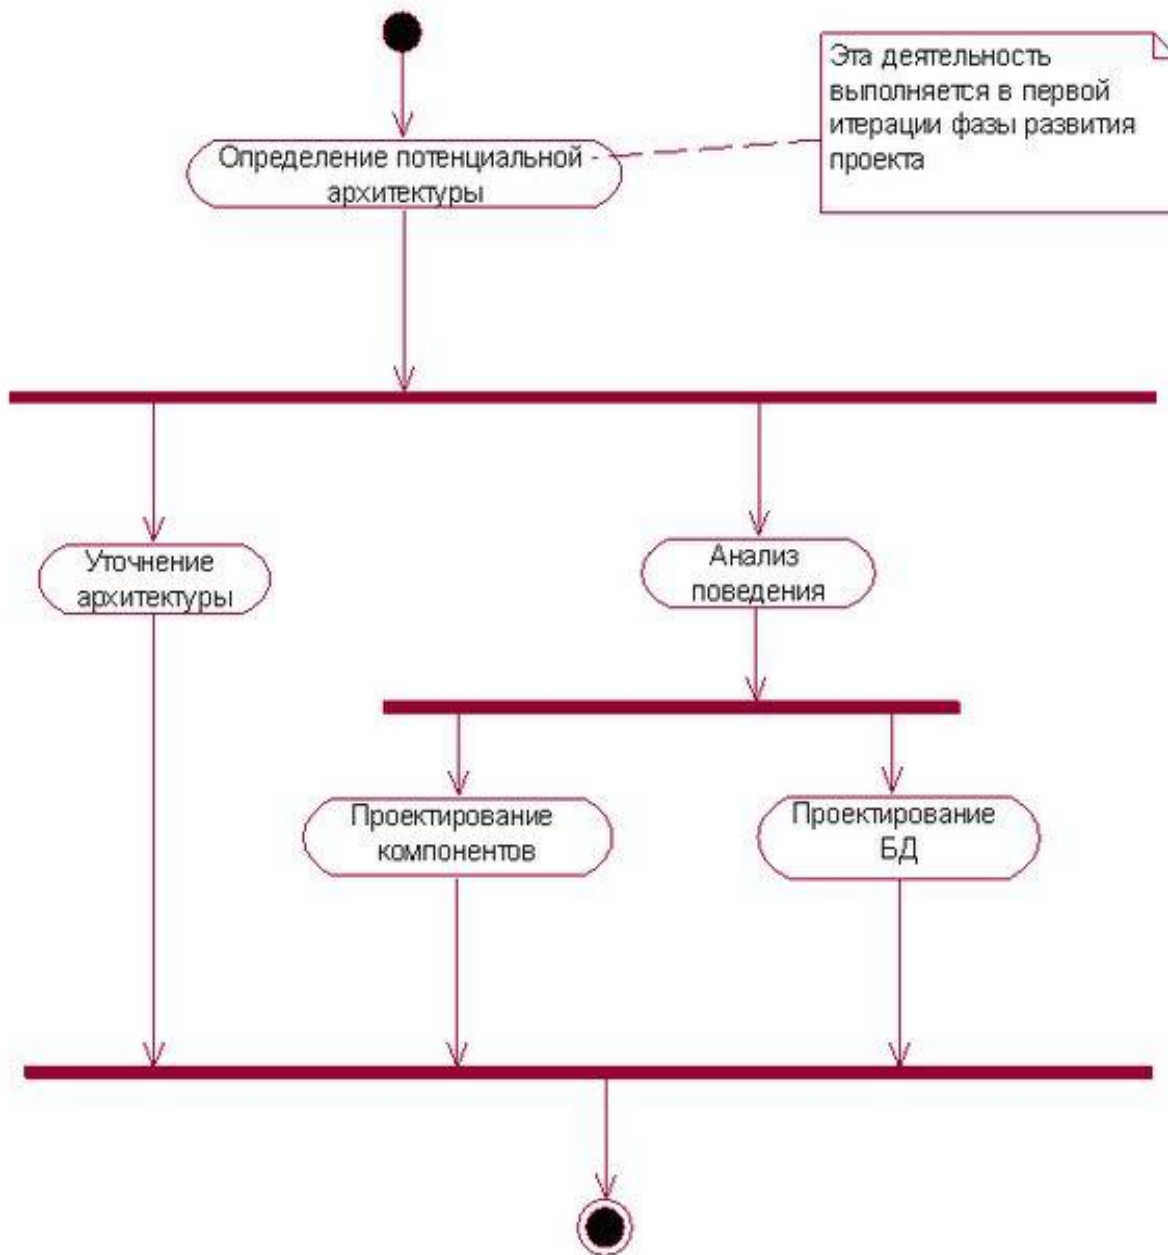 Эта деятельность
выполняется в первой
итерации фазы развития
проекта
Определение потенциальной
архитектуры
Уточнение
архитектуры
Анализ
поведения
Проектирование
компонентов
Проектирование
БД